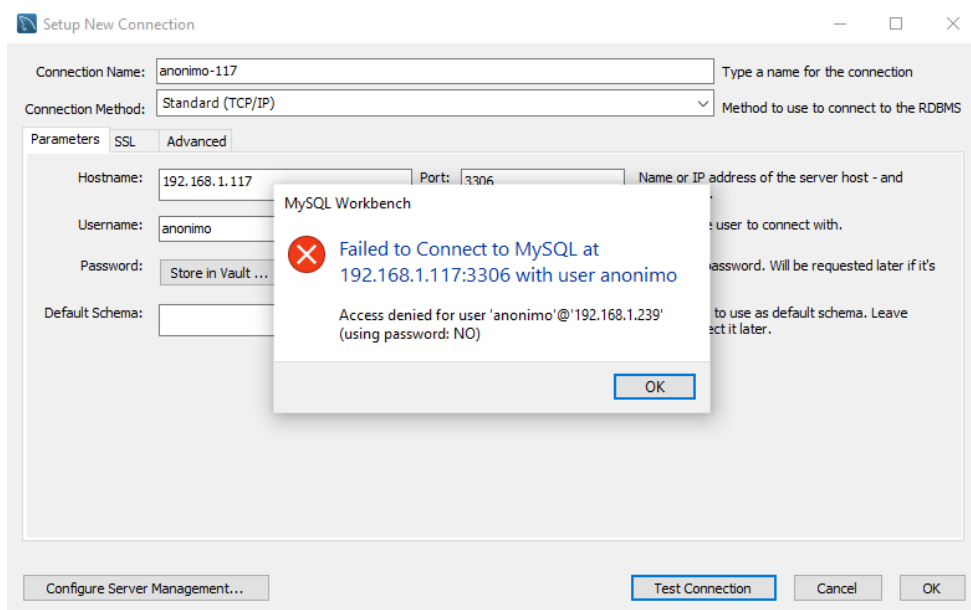 Setup New Connection
Connection Name: anonimo-117 Type a name for the connection
Connection Method: Standard (TCP/IP) Method to use to connect to the RDBMS
Parameters SSL Advanced
Hostname: 192.168.1.117 Port: 3306 Name or IP address of the server host - and
Username: anonimo user to connect with.
Password: Store in Vault ... password. Will be requested later if it's
Default Schema: to use as default schema. Leave
it later.
MySQL Workbench
Failed to Connect to MySQL at
192.168.1.117:3306 with user anonimo
Access denied for user 'anonimo'@'192.168.1.239'
(using password: NO)
OK
Configure Server Management... Test Connection Cancel OK